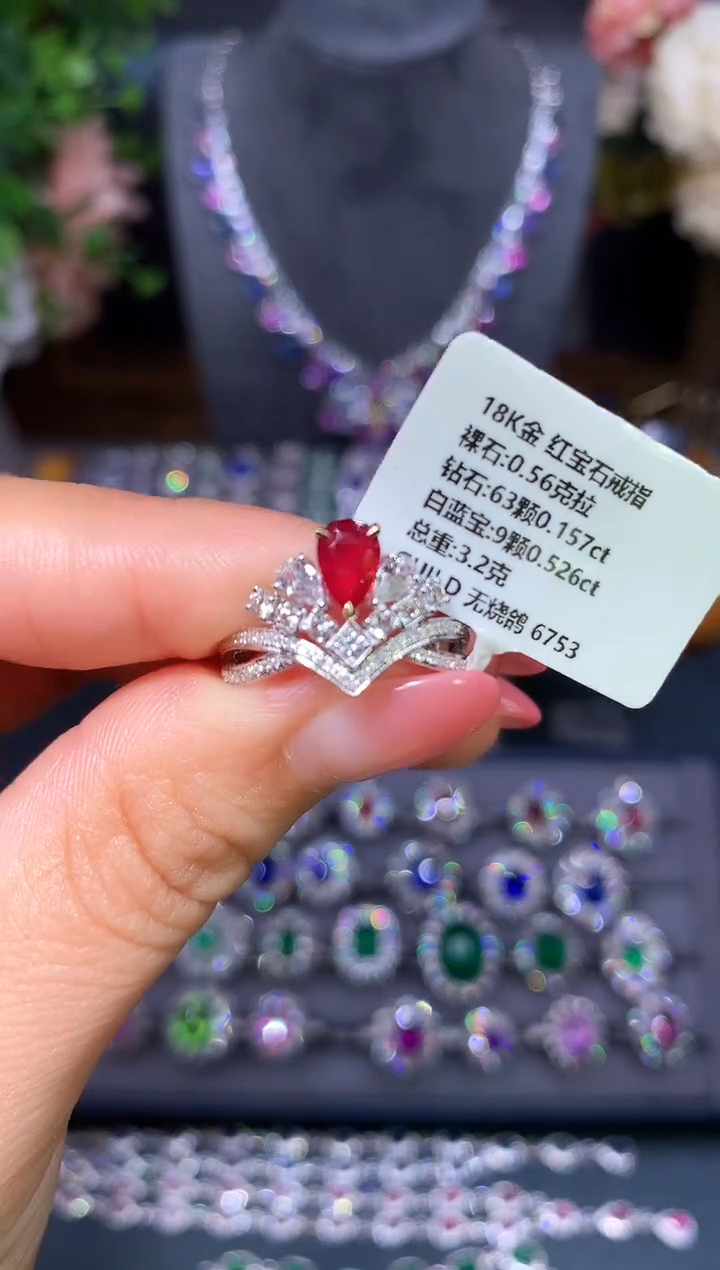 18K金 红宝石戒指
裸石:0.56克拉
钻石:63颗0.157ct
白蓝宝:9颗0.526ct
总重:3.2克
GUILD 无烧鸽 6753